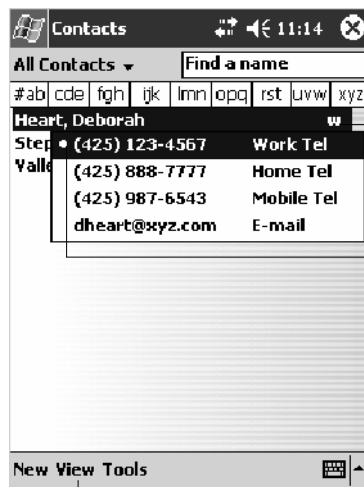 Contacts 11:14
All Contacts Find a name
#ab cde fgh ijk lmn opq rst uvw xyz
Heart, Deborah w
Step (425) 123-4567 Work Tel
Valle (425) 888-7777 Home Tel
(425) 987-6543 Mobile Tel
dheart@xyz.com E-mail
New View Tools